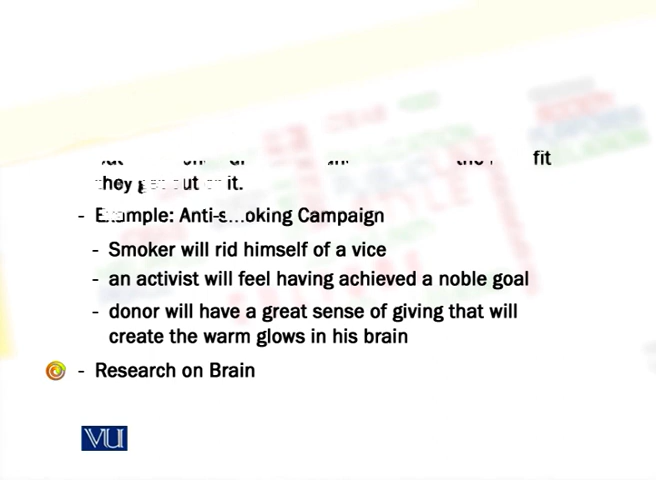 fit
they it.
- Example: Anti-s...oking Campaign
- Smoker will rid himself of a vice
- an activist will feel having achieved a noble goal
- donor will have a great sense of giving that will
create the warm glows in his brain
- Research on Brain
VU